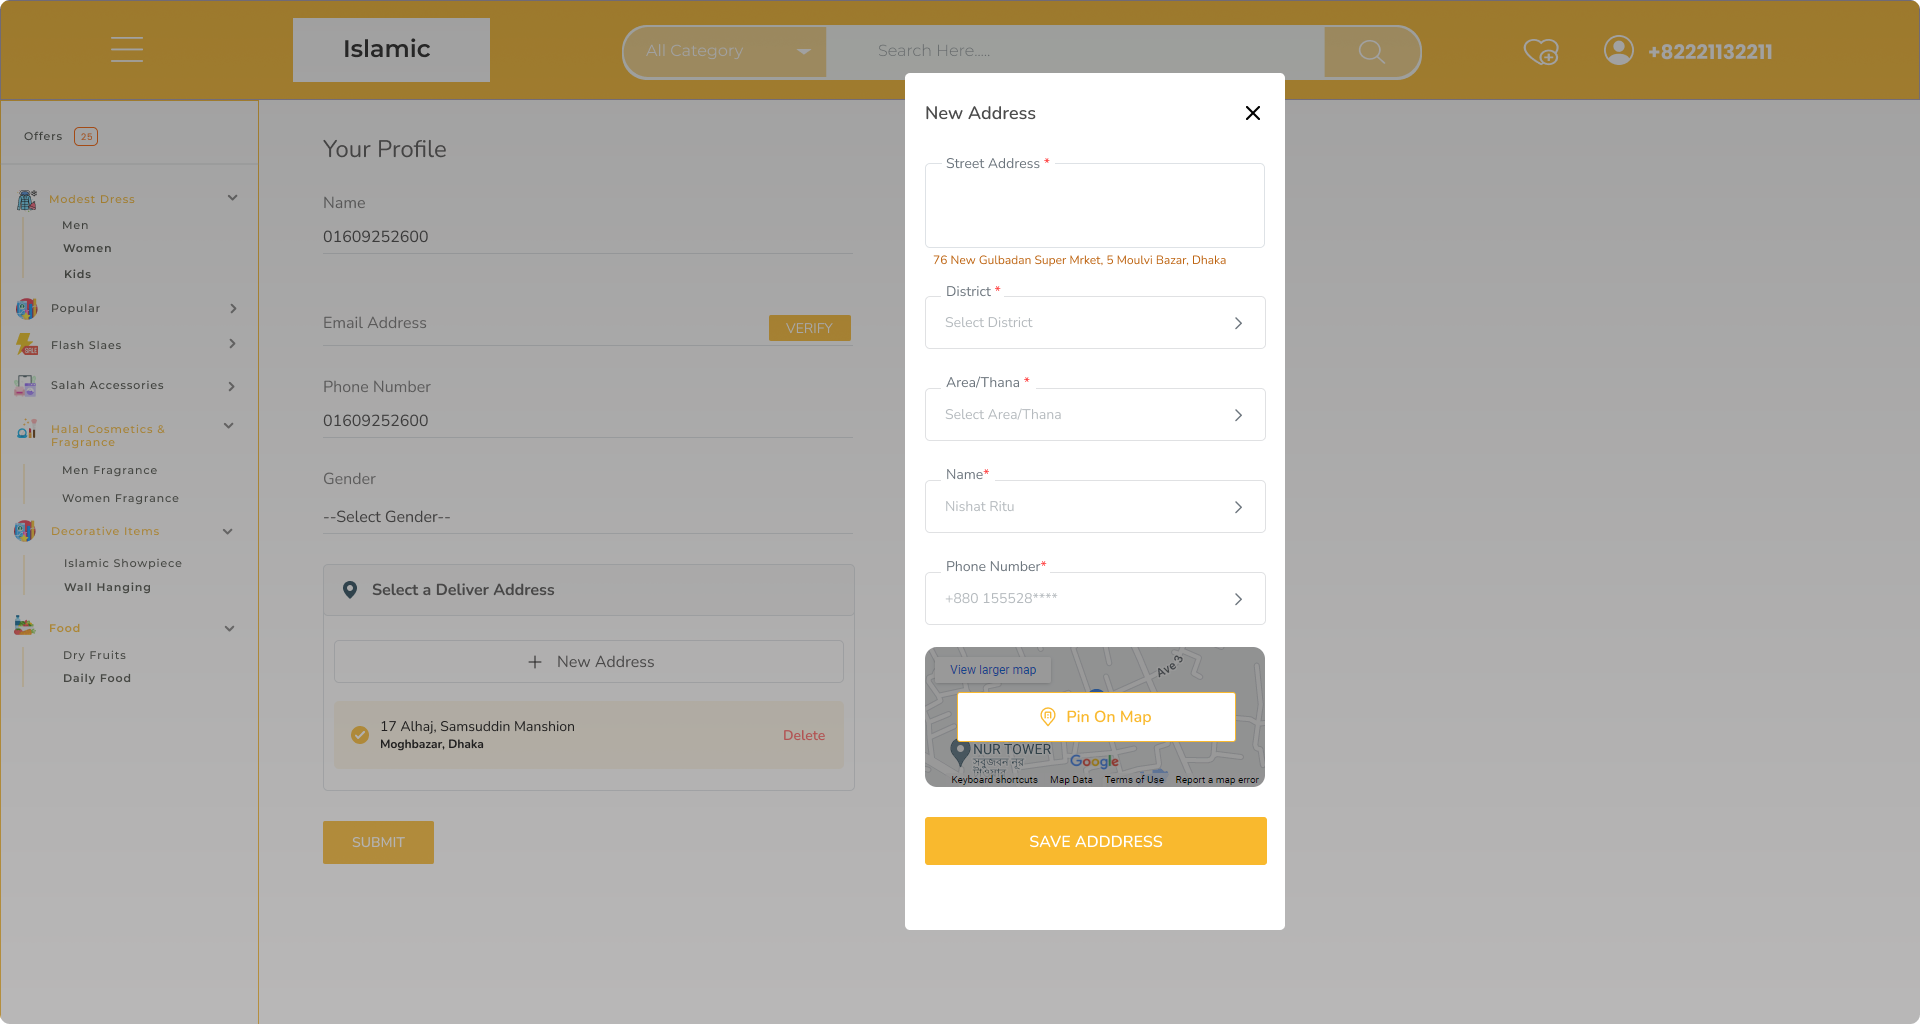 Islamic
All Category
Search Here.....
+82221132211
Offers 25
Modest Dress
Men
Women
Kids
Popular
Flash Slaes
Salah Accessories
Halal Cosmetics &
Fragrance
Men Fragrance
Women Fragrance
Decorative Items
Islamic Showpiece
Wall Hanging
Food
Dry Fruits
Daily Food
Your Profile
Name
01609252600
Email Address
VERIFY
Phone Number
01609252600
Gender
--Select Gender--
Select a Deliver Address
+ New Address
17 Alhaj, Samsuddin Manshion
Moghbazar, Dhaka
Delete
SUBMIT
New Address
Street Address *
76 New Gulbadan Super Mrket, 5 Moulvi Bazar, Dhaka
District *
Select District
Area/Thana *
Select Area/Thana
Name*
Nishat Ritu
Phone Number*
+880 155528****
View larger map
Ave 3
Pin On Map
NUR TOWER
সবুজবন নূর
Google
Keyboard shortcuts Map Data Terms of Use Report a map error
SAVE ADDDRESS